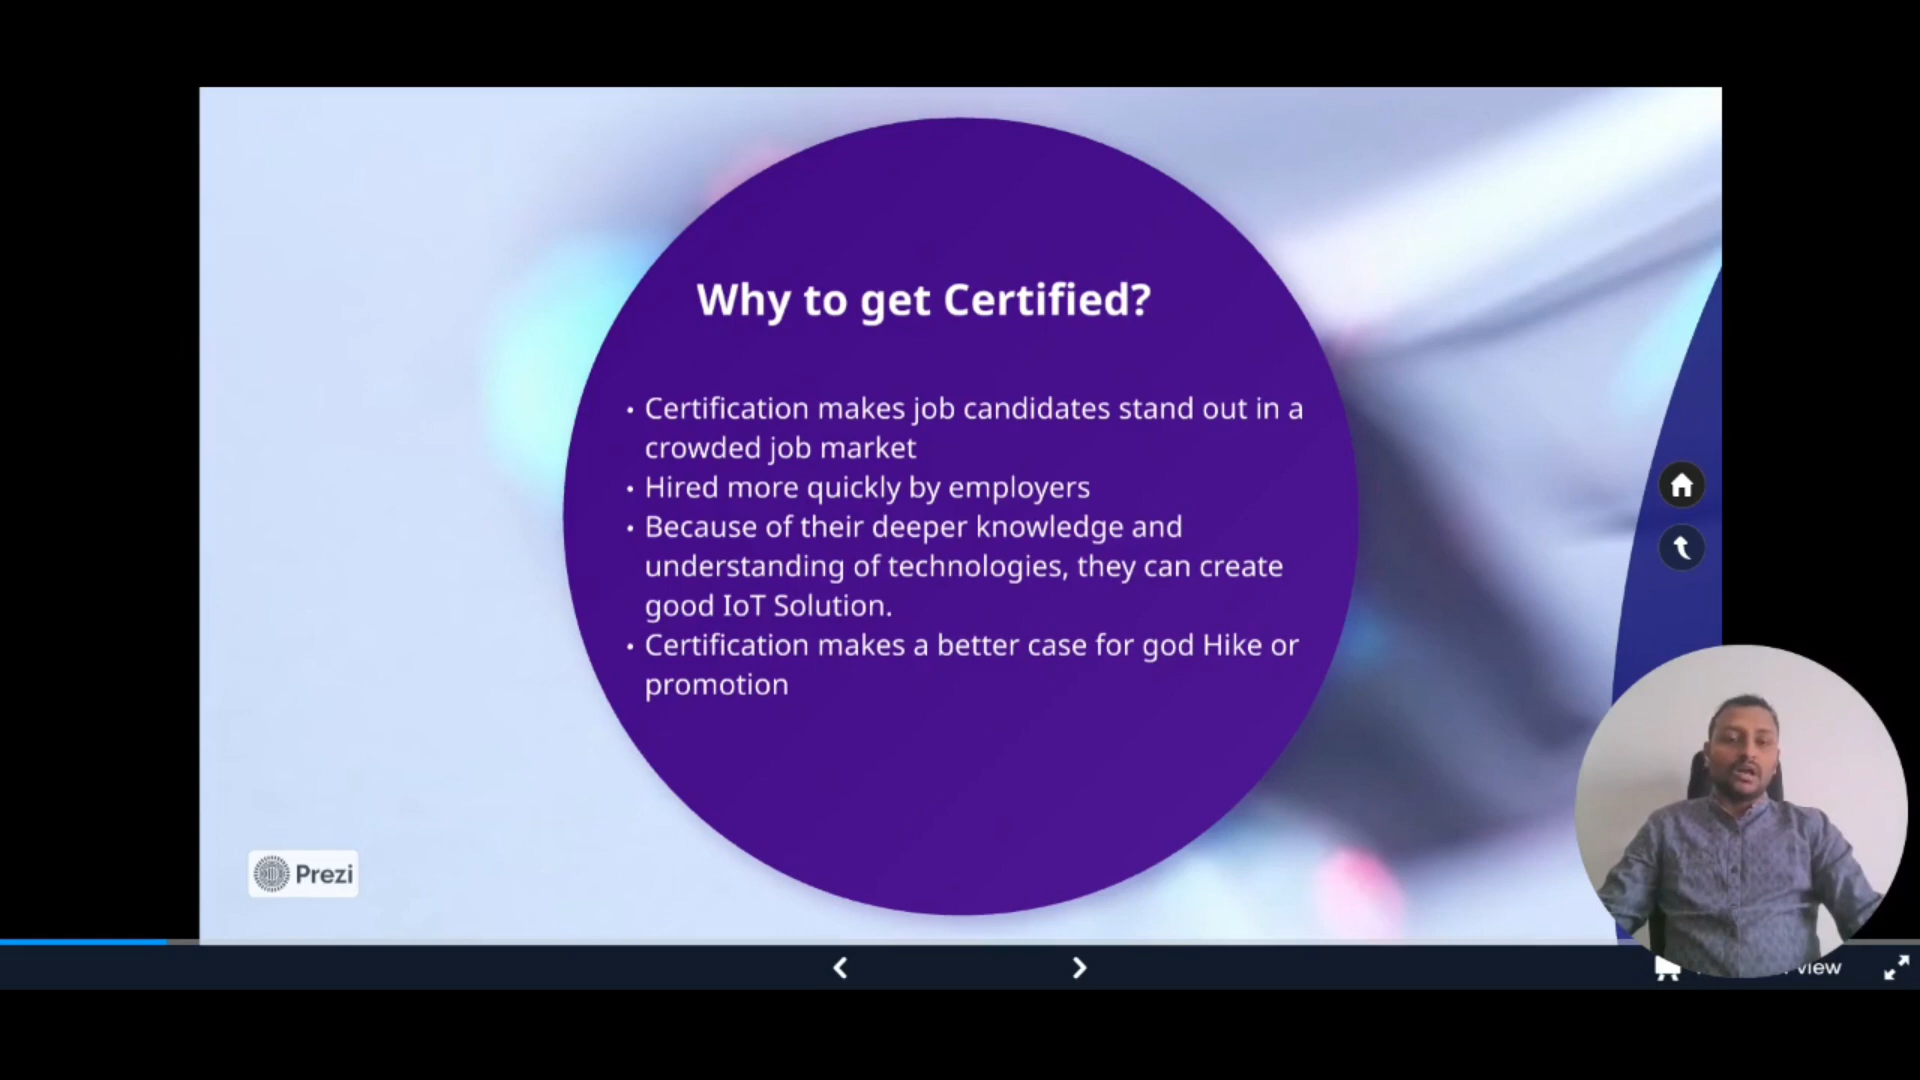 Why to get Certified?
• Certification makes job candidates stand out in a
crowded job market
• Hired more quickly by employers
• Because of their deeper knowledge and
understanding of technologies, they can create
good IoT Solution.
• Certification makes a better case for god Hike or
promotion
Prezi
view